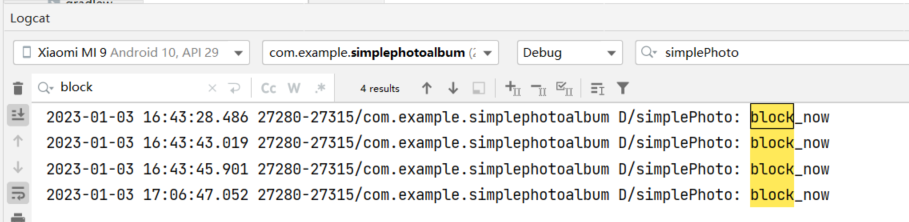 gradlew
Logcat
Xiaomi MI 9 Android 10, API 29
com.example.simplephotoalbum (2
Debug
simplePhoto
block
Cc W .*
4 results
2023-01-03 16:43:28.486 27280-27315/com.example.simplephotoalbum D/simplePhoto: block_now
2023-01-03 16:43:43.019 27280-27315/com.example.simplephotoalbum D/simplePhoto: block_now
2023-01-03 16:43:45.901 27280-27315/com.example.simplephotoalbum D/simplePhoto: block_now
2023-01-03 17:06:47.052 27280-27315/com.example.simplephotoalbum D/simplePhoto: block_now